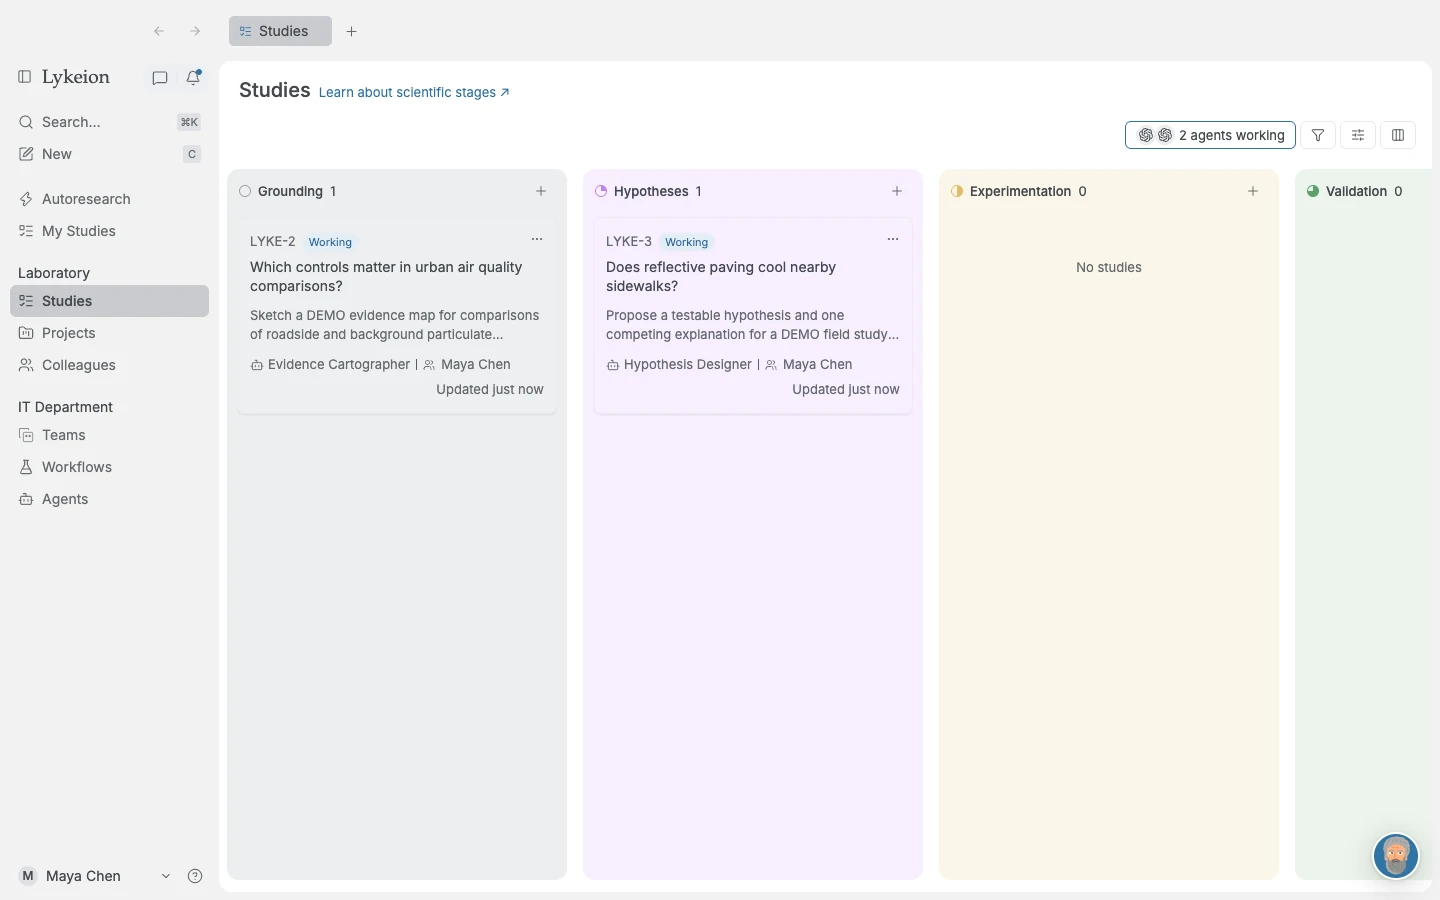 Studies
Lykeion
Search...
⌘K
New
C
Autoresearch
My Studies
Laboratory
Studies
Projects
Colleagues
IT Department
Teams
Workflows
Agents
M
Maya Chen
Studies
Learn about scientific stages ↗
2 agents working
Grounding 1
LYKE-2
Working
Which controls matter in urban air quality
comparisons?
Sketch a DEMO evidence map for comparisons
of roadside and background particulate...
Evidence Cartographer | Maya Chen
Updated just now
Hypotheses 1
LYKE-3
Working
Does reflective paving cool nearby
sidewalks?
Propose a testable hypothesis and one
competing explanation for a DEMO field study...
Hypothesis Designer | Maya Chen
Updated just now
Experimentation 0
No studies
Validation 0